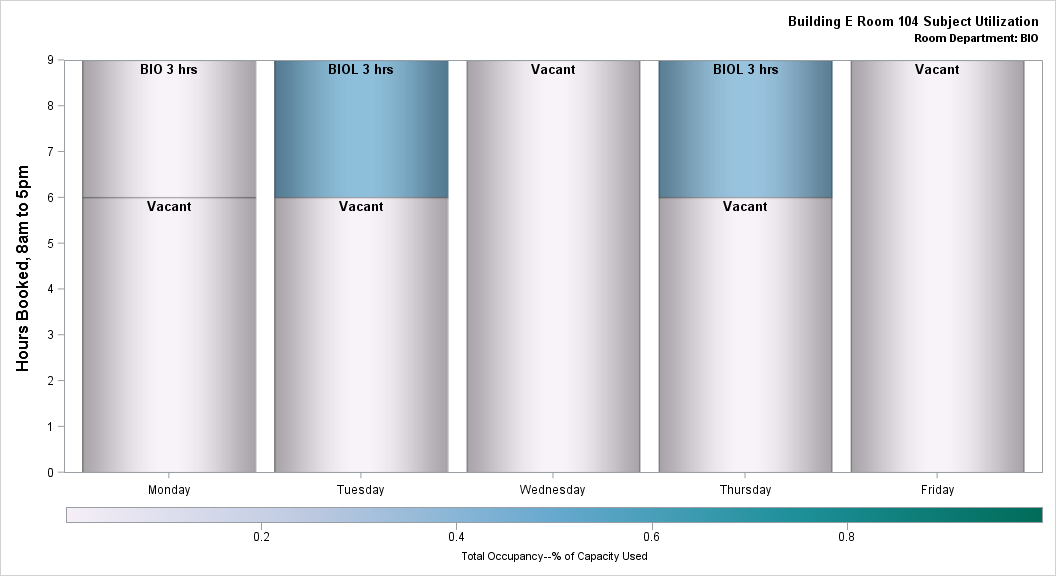 Building E Room 104 Subject Utilization
Room Department: BIO
Hours Booked, 8am to 5pm
9
8
7
6
5
4
3
2
1
0
BIO 3 hrs
BIOL 3 hrs
Vacant
BIOL 3 hrs
Vacant
Vacant
Vacant
Vacant
Monday
Tuesday
Wednesday
Thursday
Friday
0.2
0.4
0.6
0.8
Total Occupancy--% of Capacity Used